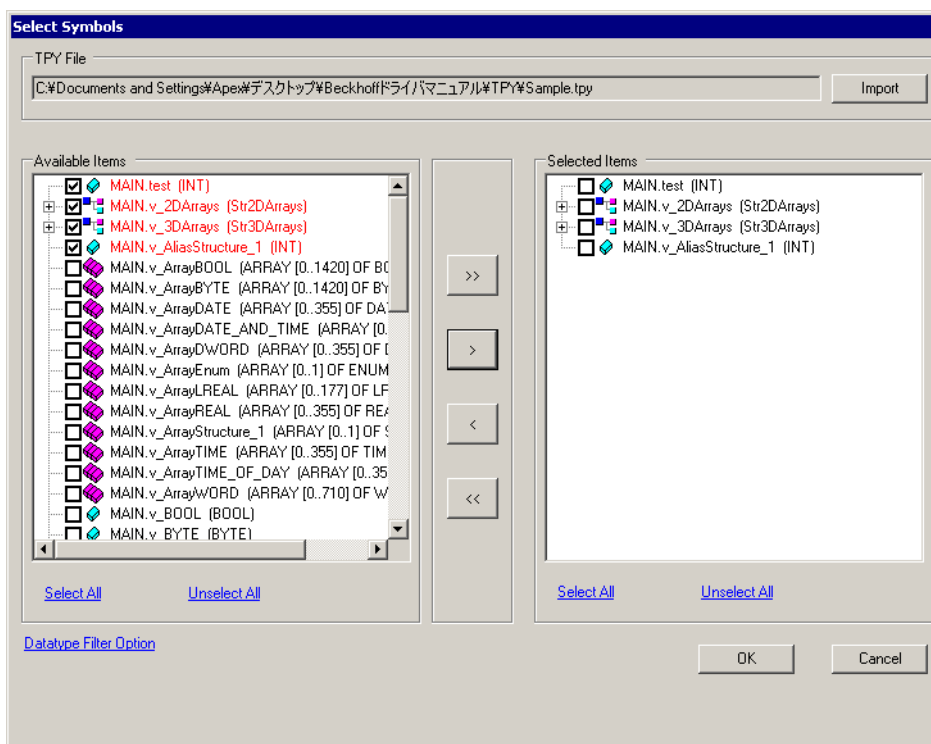 Select Symbols
TPY File
C:¥Documents and Settings¥Apex¥デスクトップ¥Beckhoffドライバマニュアル¥TPY¥Sample.tpy
Import
Available Items
MAIN.test (INT)
MAIN.v_2DArrays (Str2DArrays)
MAIN.v_3DArrays (Str3DArrays)
MAIN.v_AliasStructure_1 (INT)
MAIN.v_ArrayBOOL (ARRAY [0..1420] OF BO
MAIN.v_ArrayBYTE (ARRAY [0..1420] OF BY
MAIN.v_ArrayDATE (ARRAY [0..355] OF DA
MAIN.v_ArrayDATE_AND_TIME (ARRAY [0.
MAIN.v_ArrayDWORD (ARRAY [0..355] OF D
MAIN.v_ArrayEnum (ARRAY [0..1] OF ENUM
MAIN.v_ArrayLREAL (ARRAY [0..177] OF LF
MAIN.v_ArrayREAL (ARRAY [0..355] OF REA
MAIN.v_ArrayStructure_1 (ARRAY [0..1] OF S
MAIN.v_ArrayTIME (ARRAY [0..355] OF TIM
MAIN.v_ArrayTIME_OF_DAY (ARRAY [0..35
MAIN.v_ArrayWORD (ARRAY [0..710] OF W
MAIN.v_BOOL (BOOL)
MAIN.v_BYTE (BYTE)
Select All Unselect All
>>
>
<
<<
Selected Items
MAIN.test (INT)
MAIN.v_2DArrays (Str2DArrays)
MAIN.v_3DArrays (Str3DArrays)
MAIN.v_AliasStructure_1 (INT)
Select All Unselect All
Datatype Filter Option
OK Cancel